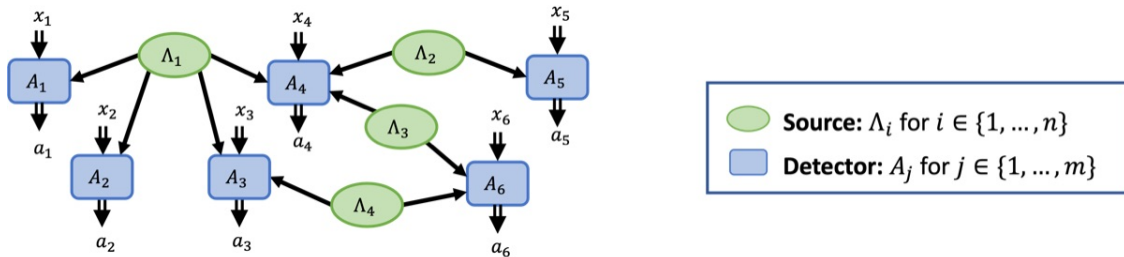 x₁ x₄ x₅
Λ₁ Λ₂
A₁ A₄ A₅
x₂ x₃ x₆
Λ₃
a₁ a₄ a₅
A₂ A₃ A₆
Λ₄
a₂ a₃ a₆
Source: Λᵢ for i ∈ {1, ..., n}
Detector: Aⱼ for j ∈ {1, ..., m}